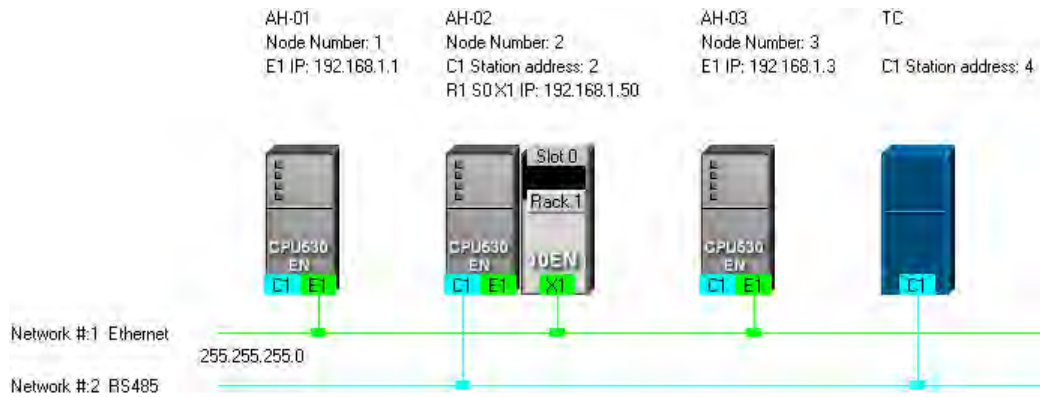 AH-01
Node Number: 1
E1 IP: 192.168.1.1
AH-02
Node Number: 2
C1 Station address: 2
R1 S0 X1 IP: 192.168.1.50
AH-03
Node Number: 3
E1 IP: 192.168.1.3
TC
C1 Station address: 4
CPU530
EN
C1 E1
CPU530
EN
C1 E1
Slot 0
Rack 1
10EN
X1
CPU530
EN
C1 E1
C1
Network #:1 Ethernet
255.255.255.0
Network #:2 RS485